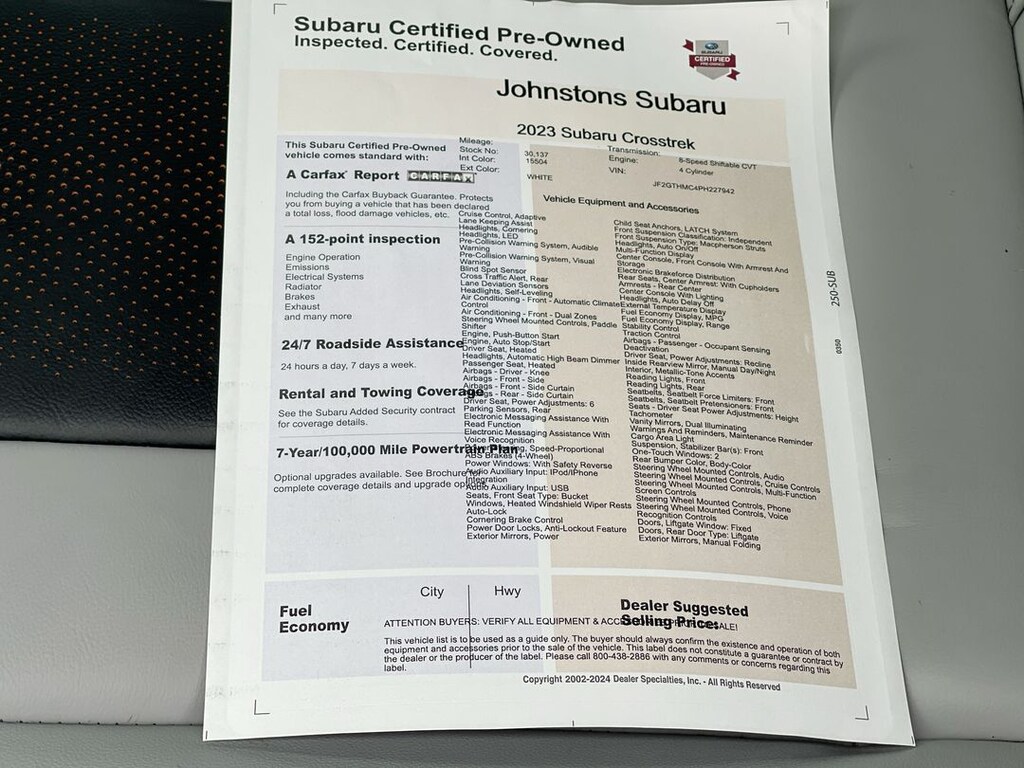 Subaru Certified Pre-Owned
Inspected. Certified. Covered.
SUBARU
CERTIFIED
PRE-OWNED
Johnstons Subaru
2023 Subaru Crosstrek
This Subaru Certified Pre-Owned
vehicle comes standard with:
A Carfax Report CARFAX
Including the Carfax Buyback Guarantee. Protects
you from buying a vehicle that has been declared
a total loss, flood damage vehicles, etc.
A 152-point inspection
Engine Operation
Emissions
Electrical Systems
Radiator
Brakes
Exhaust
and many more
24/7 Roadside Assistance
24 hours a day, 7 days a week.
Rental and Towing Coverage
See the Subaru Added Security contract
for coverage details.
7-Year/100,000 Mile Powertrain Plan
Optional upgrades available. See Brochure for
complete coverage details and upgrade options.
Mileage: 30,137
Stock No: 15504
Int Color:
Ext Color: WHITE
Transmission: 8-Speed Shiftable CVT
Engine: 4 Cylinder
VIN: JF2GTHMC4PH227942
Vehicle Equipment and Accessories
Cruise Control, Adaptive
Lane Keeping Assist
Headlights, Cornering
Headlights, LED
Pre-Collision Warning System, Audible
Warning
Pre-Collision Warning System, Visual
Warning
Blind Spot Sensor
Cross Traffic Alert, Rear
Lane Deviation Sensors
Headlights, Self-Leveling
Air Conditioning - Front - Automatic Climate
Control
Air Conditioning - Front - Dual Zones
Steering Wheel Mounted Controls, Paddle
Shifter
Engine, Push-Button Start
Engine, Auto Stop/Start
Driver Seat, Heated
Headlights, Automatic High Beam Dimmer
Passenger Seat, Heated
Airbags - Driver - Knee
Airbags - Front - Side
Airbags - Front - Side Curtain
Airbags - Rear - Side Curtain
Driver Seat, Power Adjustments: 6
Parking Sensors, Rear
Electronic Messaging Assistance With
Read Function
Electronic Messaging Assistance With
Voice Recognition
Speed-Proportional
ABS Brakes (4-Wheel)
Power Windows: With Safety Reverse
Audio Auxiliary Input: IPod/IPhone
Integration
Audio Auxiliary Input: USB
Seats, Front Seat Type: Bucket
Windows, Heated Windshield Wiper Rests
Auto-Lock
Cornering Brake Control
Power Door Locks, Anti-Lockout Feature
Exterior Mirrors, Power
Child Seat Anchors, LATCH System
Front Suspension Classification: Independent
Front Suspension Type: Macpherson Struts
Headlights, Auto On/Off
Multi-Function Display
Center Console, Front Console With Armrest And
Storage
Electronic Brakeforce Distribution
Rear Seats, Center Armrest: With Cupholders
Armrests - Rear Center
Center Console With Lighting
Headlights, Auto Delay Off
External Temperature Display
Fuel Economy Display, MPG
Fuel Economy Display, Range
Stability Control
Traction Control
Airbags - Passenger - Occupant Sensing
Deactivation
Driver Seat, Power Adjustments: Recline
Inside Rearview Mirror, Manual Day/Night
Interior, Metallic-Tone Accents
Reading Lights, Front
Reading Lights, Rear
Seatbelts, Seatbelt Force Limiters: Front
Seatbelts, Seatbelt Pretensioners: Front
Seats - Driver Seat Power Adjustments: Height
Tachometer
Vanity Mirrors, Dual Illuminating
Warnings And Reminders, Maintenance Reminder
Cargo Area Light
Suspension, Stabilizer Bar(s): Front
One-Touch Windows: 2
Rear Bumper Color, Body-Color
Steering Wheel Mounted Controls, Audio
Steering Wheel Mounted Controls, Cruise Controls
Steering Wheel Mounted Controls, Multi-Function
Screen Controls
Steering Wheel Mounted Controls, Phone
Steering Wheel Mounted Controls, Voice
Recognition Controls
Doors, Liftgate Window: Fixed
Doors, Rear Door Type: Liftgate
Exterior Mirrors, Manual Folding
250-SUB
0350
Fuel
Economy
City Hwy
Dealer Suggested
Selling Price:
ATTENTION BUYERS: VERIFY ALL EQUIPMENT & SALE!
This vehicle list is to be used as a guide only. The buyer should always confirm the existence and operation of both
equipment and accessories prior to the sale of the vehicle. This label does not constitute a guarantee or contract by
the dealer or the producer of the label. Please call 800-438-2886 with any comments or concerns regarding this
label.
Copyright 2002-2024 Dealer Specialties, Inc. - All Rights Reserved